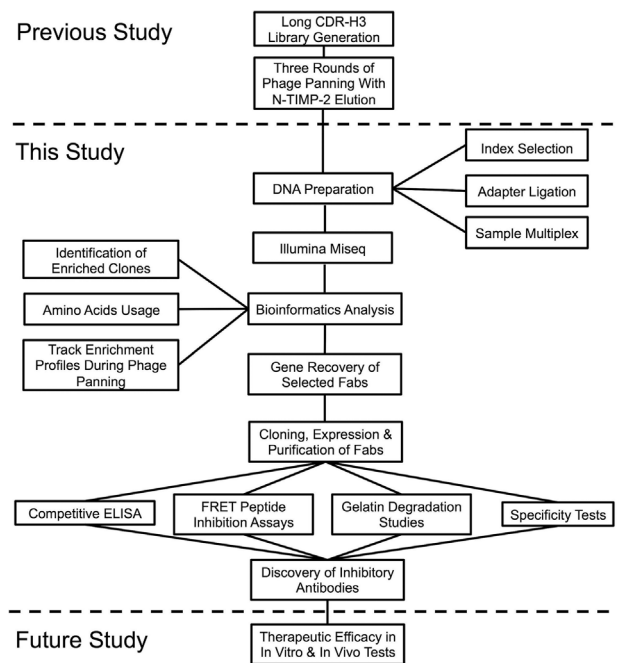 Previous Study
Long CDR-H3
Library Generation
Three Rounds of
Phage Panning With
N-TIMP-2 Elution
This Study
DNA Preparation
Index Selection
Adapter Ligation
Sample Multiplex
Illumina Miseq
Bioinformatics Analysis
Identification of
Enriched Clones
Amino Acids Usage
Track Enrichment
Profiles During Phage
Panning
Gene Recovery of
Selected Fabs
Cloning, Expression &
Purification of Fabs
Competitive ELISA
FRET Peptide
Inhibition Assays
Gelatin Degradation
Studies
Specificity Tests
Discovery of Inhibitory
Antibodies
Future Study
Therapeutic Efficacy in
In Vitro & In Vivo Tests